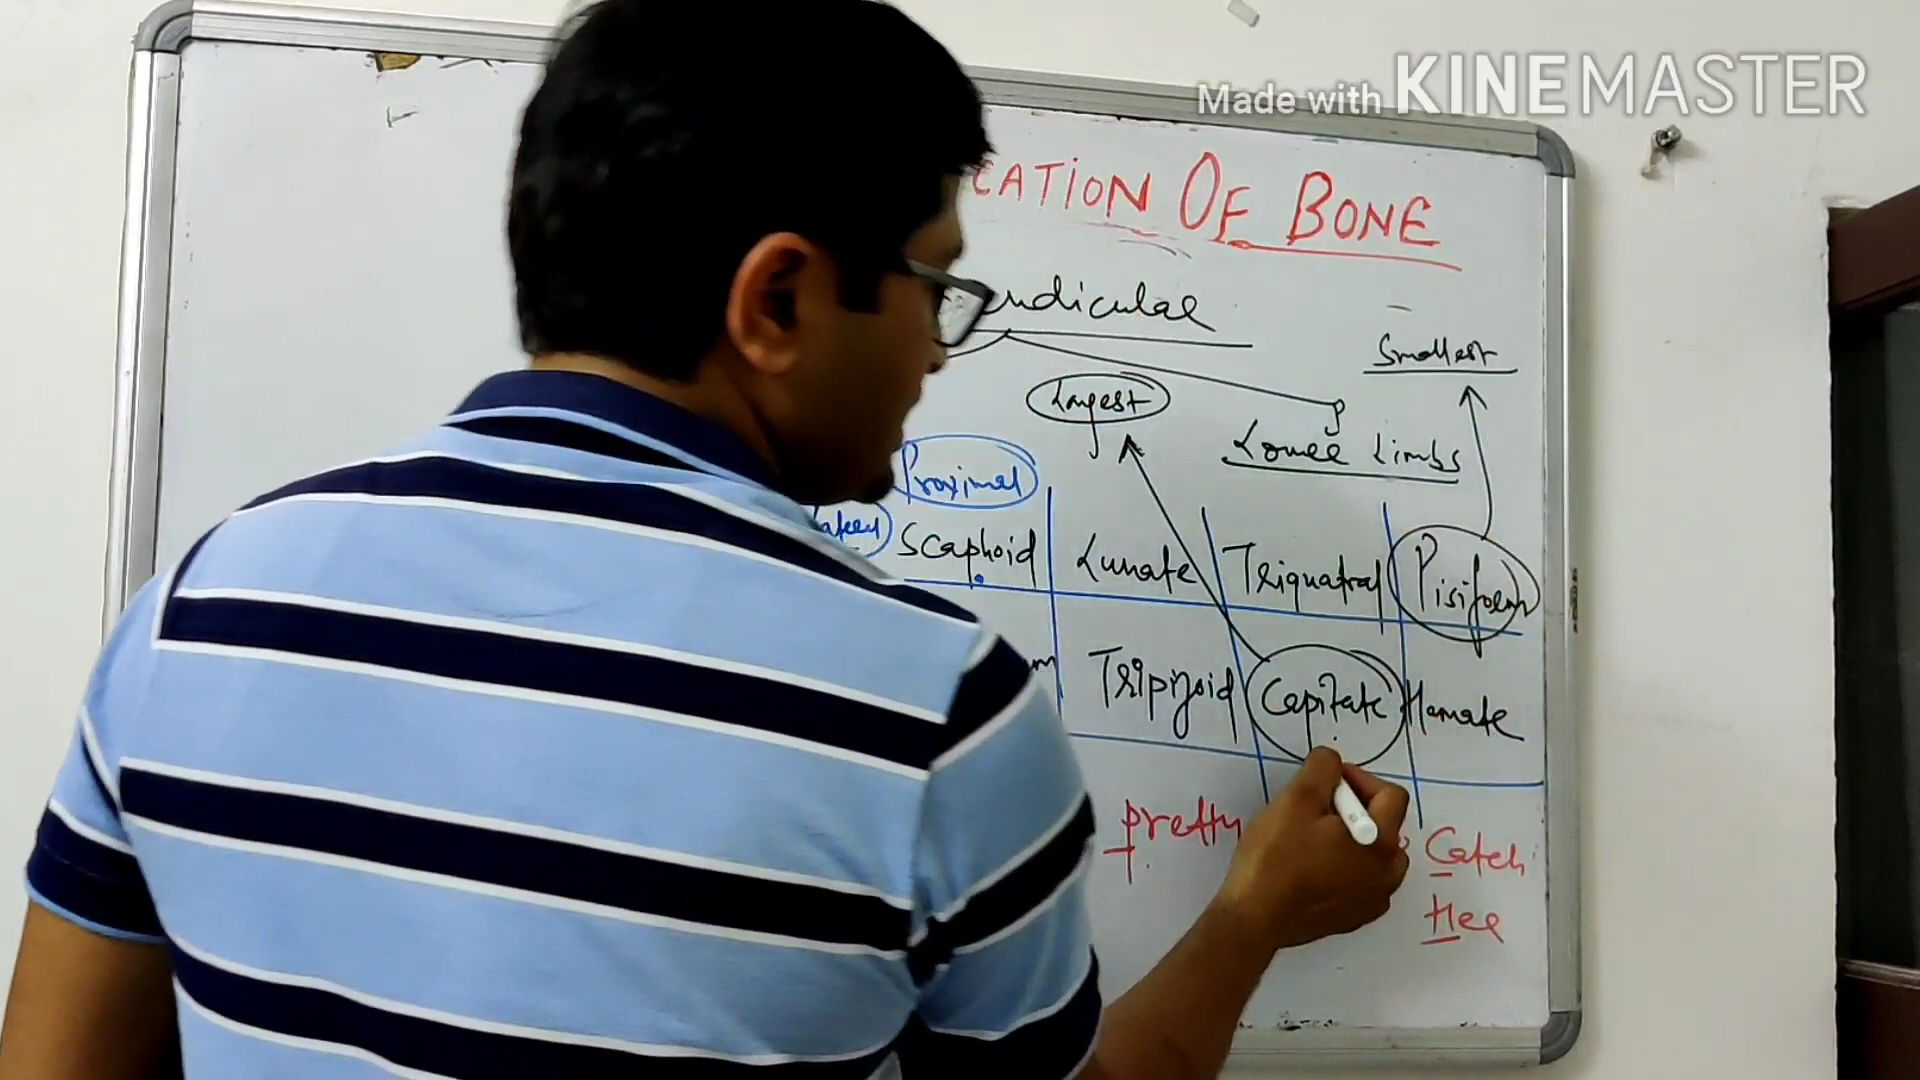 Made with KINEMASTER
CATION OF BONE
ndicular
Smallest
Largest
Lower Limbs
Proximal
Scaphoid Lunate Triquatral Pisiform
Tripizoid Capitate Hamate
pretty
Catch
Her